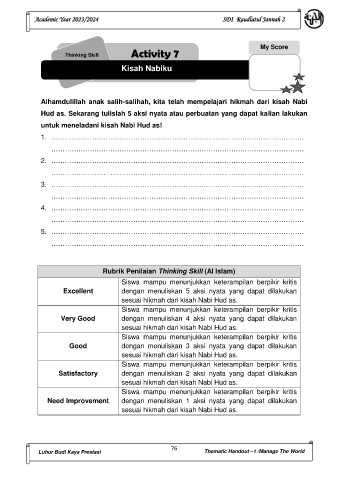 Academic Year 2023/2024
SDI Raudlatul Jannah 2
Thinking Skill
Activity 7
My Score
Kisah Nabiku
Alhamdulillah anak salih-salihah, kita telah mempelajari hikmah dari kisah Nabi
Hud as. Sekarang tulislah 5 aksi nyata atau perbuatan yang dapat kalian lakukan
untuk meneladani kisah Nabi Hud as!
1.
2.
3.
4.
5.
Rubrik Penilaian Thinking Skill (Al Islam)
Excellent
Siswa mampu menunjukkan keterampilan berpikir kritis
dengan menuliskan 5 aksi nyata yang dapat dilakukan
sesuai hikmah dari kisah Nabi Hud as.
Very Good
Siswa mampu menunjukkan keterampilan berpikir kritis
dengan menuliskan 4 aksi nyata yang dapat dilakukan
sesuai hikmah dari kisah Nabi Hud as.
Good
Siswa mampu menunjukkan keterampilan berpikir kritis
dengan menuliskan 3 aksi nyata yang dapat dilakukan
sesuai hikmah dari kisah Nabi Hud as.
Satisfactory
Siswa mampu menunjukkan keterampilan berpikir kritis
dengan menuliskan 2 aksi nyata yang dapat dilakukan
sesuai hikmah dari kisah Nabi Hud as.
Need Improvement
Siswa mampu menunjukkan keterampilan berpikir kritis
dengan menuliskan 1 aksi nyata yang dapat dilakukan
sesuai hikmah dari kisah Nabi Hud as.
Luhur Budi Kaya Prestasi
76
Thematic Handout –1 :Manage The World